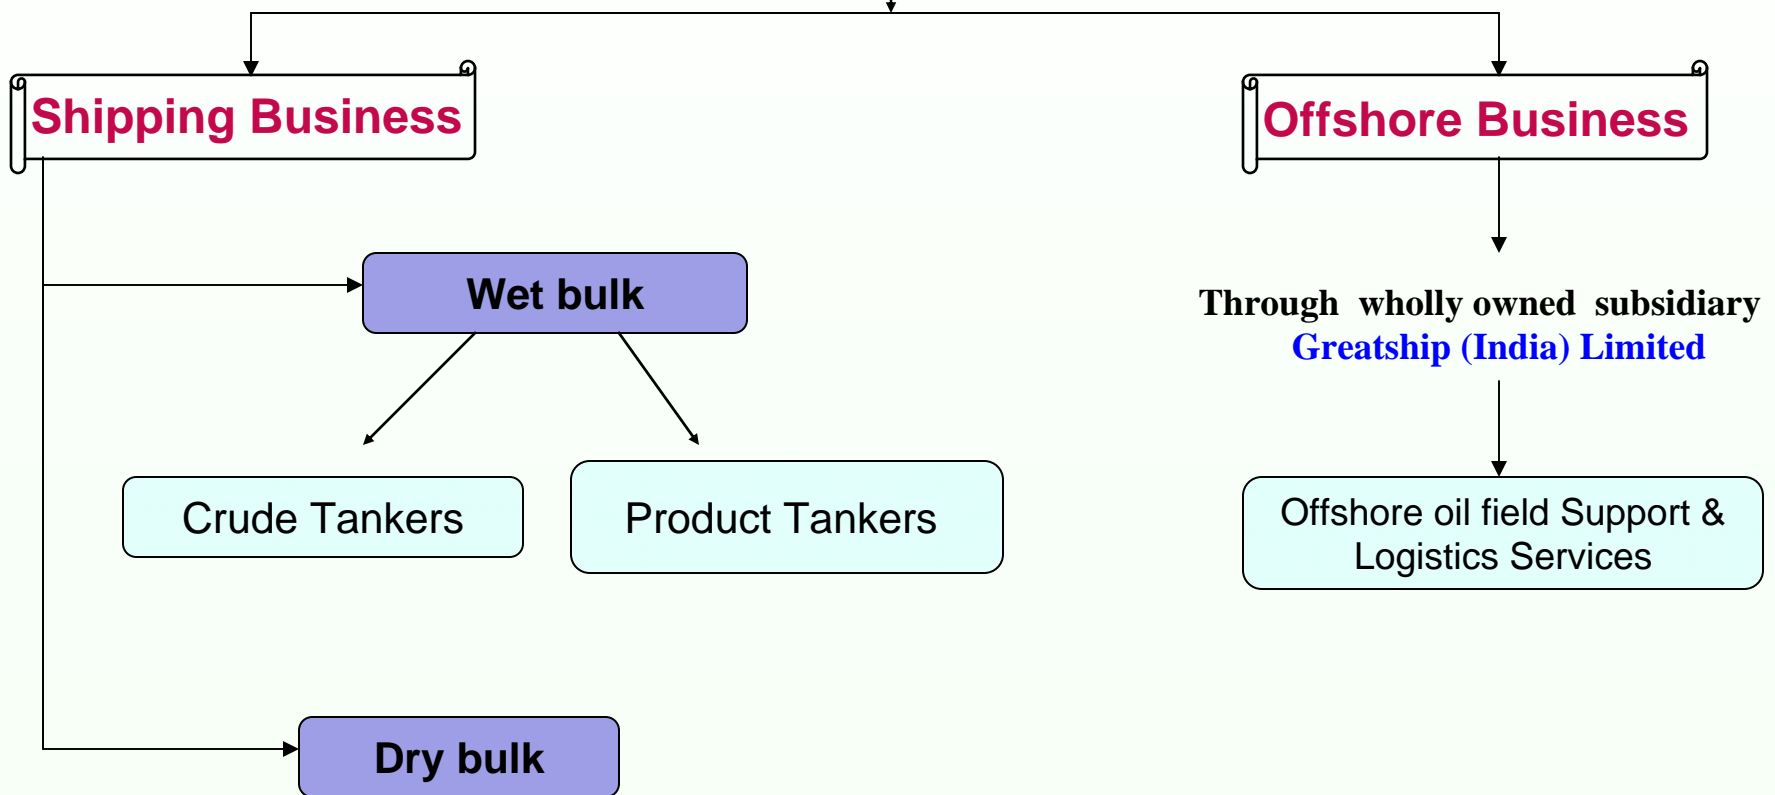 Shipping Business
Offshore Business
Wet bulk
Through wholly owned subsidiary
Greatship (India) Limited
Crude Tankers
Product Tankers
Offshore oil field Support &
Logistics Services
Dry bulk